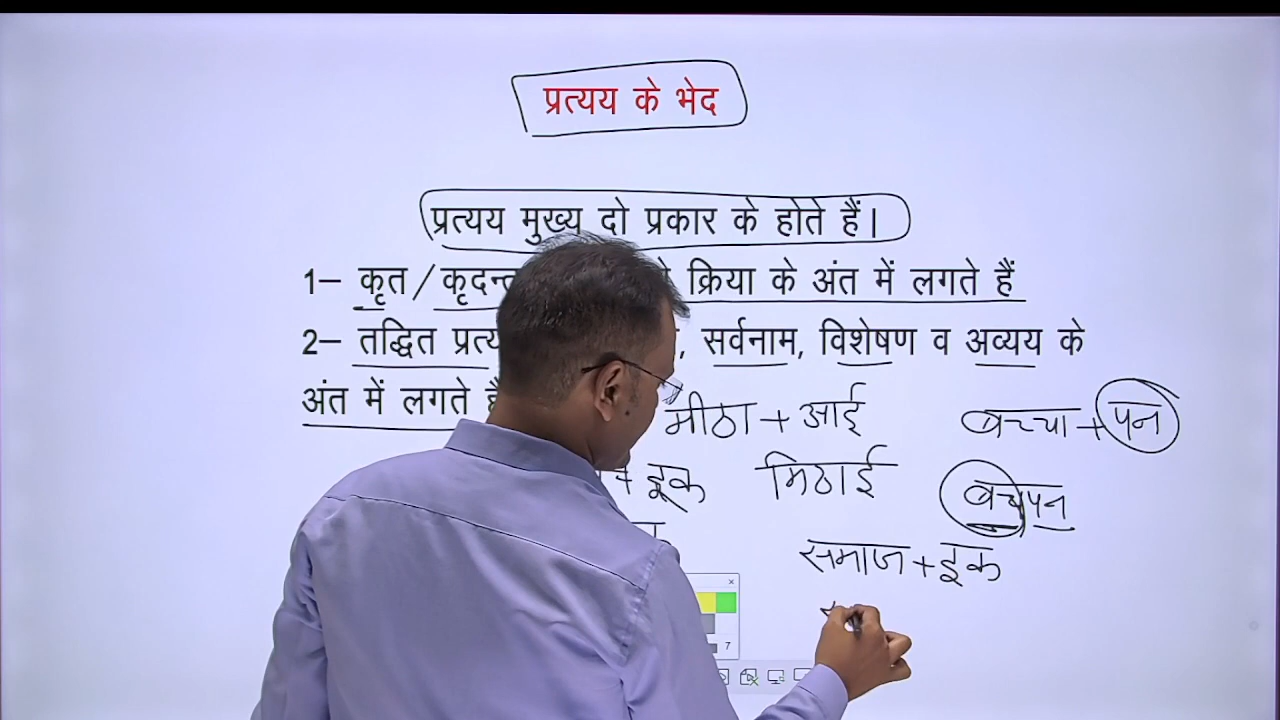 प्रत्यय के भेद
प्रत्यय मुख्य दो प्रकार के होते हैं।
1– कृत / क्रिया के अंत में लगते हैं
2– तद्धित , सर्वनाम, विशेषण व अव्यय के
अंत में लगते
मीठा + आई बच्चा + पन
+ इक मिठाई बचपन
समाज + इक
7